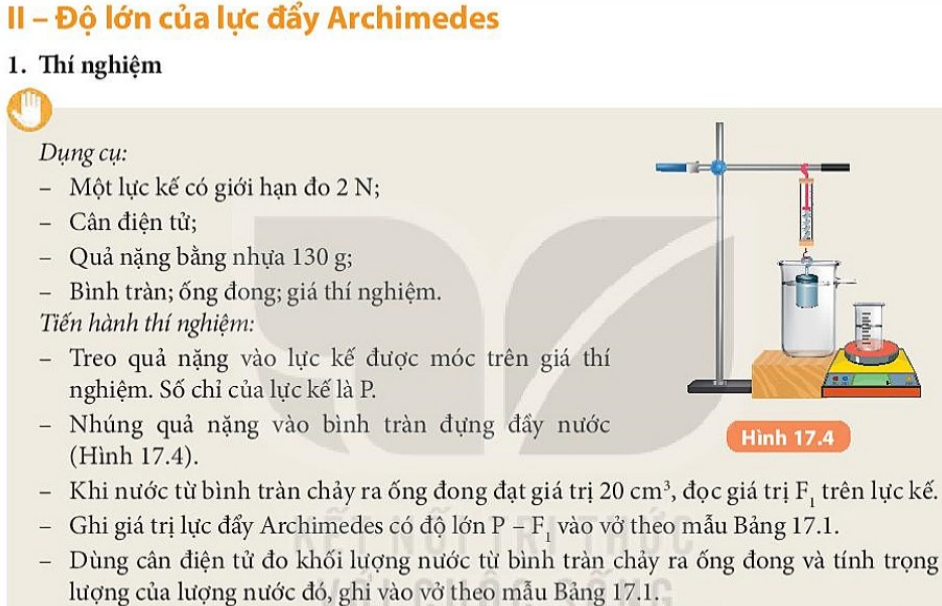 II – Độ lớn của lực đẩy Archimedes
1. Thí nghiệm
Dụng cụ:
– Một lực kế có giới hạn đo 2 N;
– Cân điện tử;
– Quả nặng bằng nhựa 130 g;
– Bình tràn; ống đong; giá thí nghiệm.
Tiến hành thí nghiệm:
– Treo quả nặng vào lực kế được móc trên giá thí
nghiệm. Số chỉ của lực kế là P.
– Nhúng quả nặng vào bình tràn đựng đầy nước
(Hình 17.4).
Hình 17.4
– Khi nước từ bình tràn chảy ra ống đong đạt giá trị 20 cm³, đọc giá trị F₁ trên lực kế.
– Ghi giá trị lực đẩy Archimedes có độ lớn P – F₁ vào vở theo mẫu Bảng 17.1.
– Dùng cân điện tử đo khối lượng nước từ bình tràn chảy ra ống đong và tính trọng
lượng của lượng nước đó, ghi vào vở theo mẫu Bảng 17.1.
KẾT NỐI TRI THỨC
VỚI CUỘC SỐNG